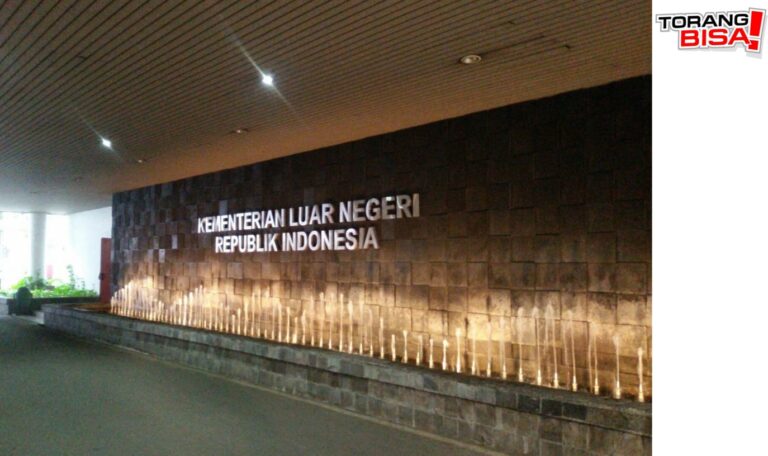 TORANG
BISA!
KEMENTERIAN LUAR NEGERI
REPUBLIK INDONESIA